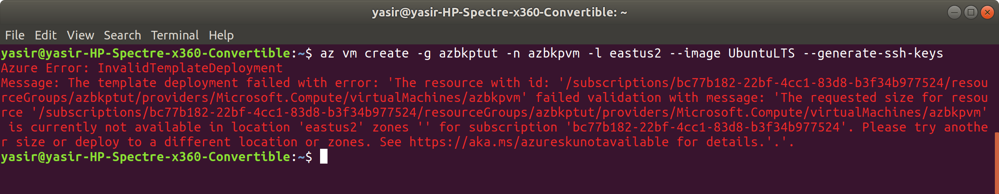 yasir@yasir-HP-Spectre-x360-Convertible: ~
File Edit View Search Terminal Help
yasir@yasir-HP-Spectre-x360-Convertible:~$ az vm create -g azbkptut -n azbkpvm -l eastus2 --image UbuntuLTS --generate-ssh-keys
Azure Error: InvalidTemplateDeployment
Message: The template deployment failed with error: 'The resource with id: '/subscriptions/bc77b182-22bf-4cc1-83d8-b3f34b977524/resou
rceGroups/azbkptut/providers/Microsoft.Compute/virtualMachines/azbkpvm' failed validation with message: 'The requested size for resou
rce '/subscriptions/bc77b182-22bf-4cc1-83d8-b3f34b977524/resourceGroups/azbkptut/providers/Microsoft.Compute/virtualMachines/azbkpvm'
 is currently not available in location 'eastus2' zones '' for subscription 'bc77b182-22bf-4cc1-83d8-b3f34b977524'. Please try anothe
r size or deploy to a different location or zones. See https://aka.ms/azureskunotavailable for details.'.'.
yasir@yasir-HP-Spectre-x360-Convertible:~$